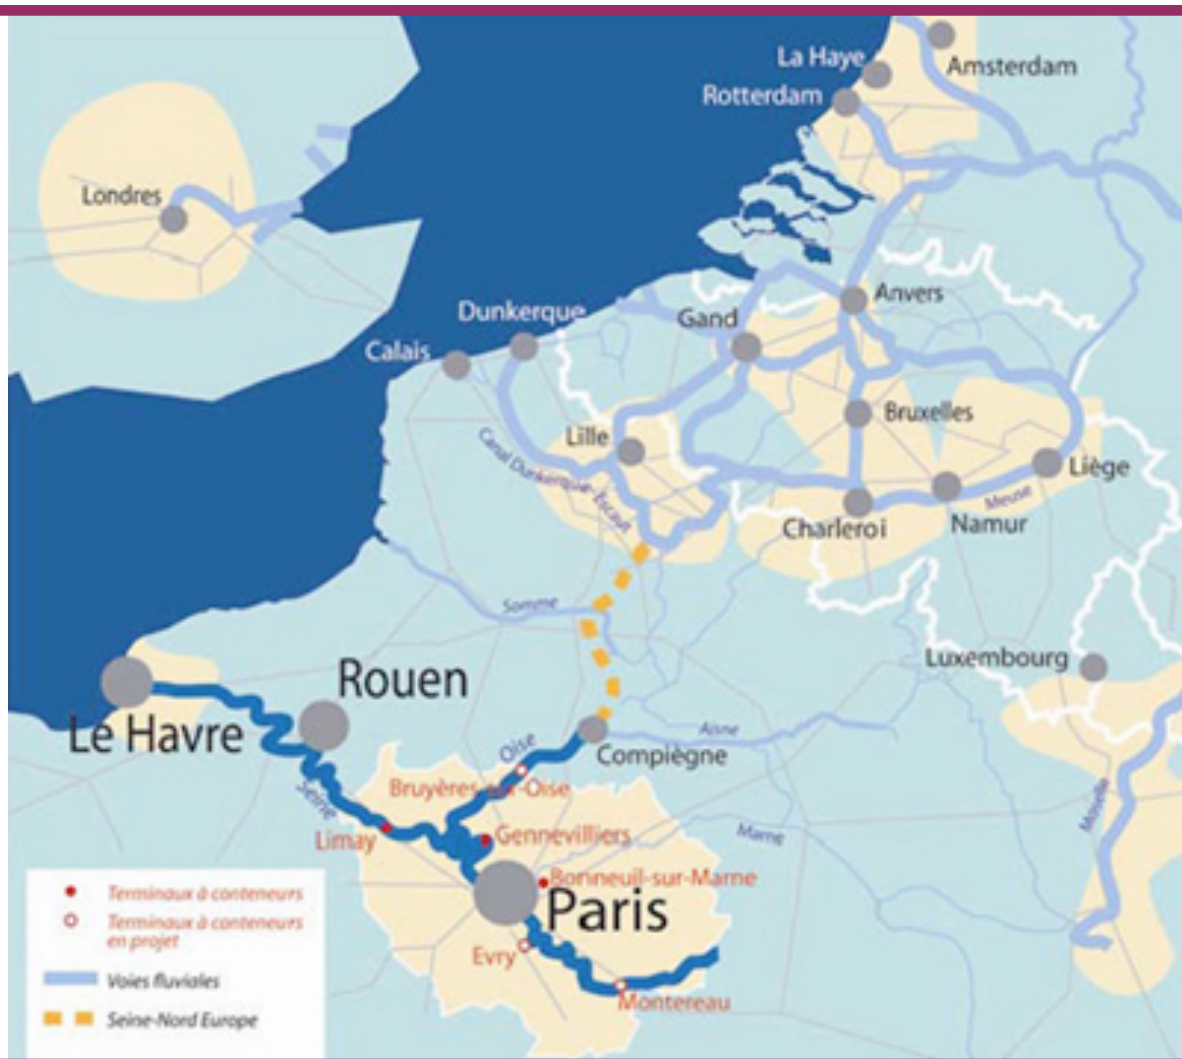 La Haye
Amsterdam
Rotterdam
Londres
Anvers
Dunkerque
Gand
Calais
Bruxelles
Lille
Liège
Canal Dunkerque-Escaut
Meuse
Charleroi
Namur
Somme
Luxembourg
Rouen
Le Havre
Aisne
Oise
Compiègne
Bruyères-sur-Oise
Seine
Moselle
Limay
Gennevilliers
Marne
Bonneuil-sur-Marne
Paris
Evry
Montereau
Terminaux à conteneurs
Terminaux à conteneurs
en projet
Voies fluviales
Seine-Nord Europe